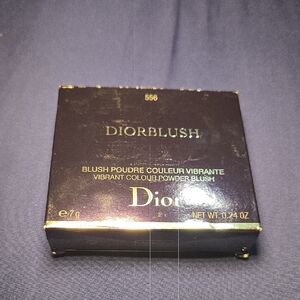 556
DIORBLUSH
BLUSH POUDRE COULEUR VIBRANTE
VIBRANT COLOUR POWDER BLUSH
Dior
℮7g NET WT. 0.24 OZ